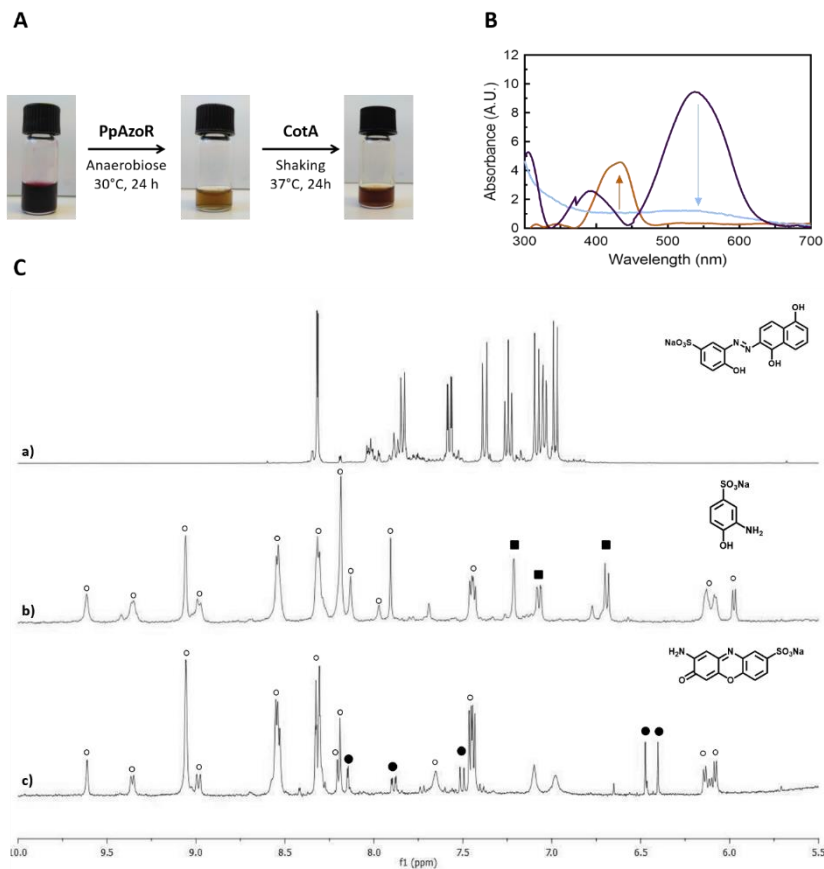 A
PpAzoR
Anaerobiose
30°C, 24 h
CotA
Shaking
37°C, 24h
B
Absorbance (A.U.)
12
10
8
6
4
2
0
300 400 500 600 700
Wavelength (nm)
C
OH
NaO3S
N=N
OH
OH
a)
SO3Na
NH2
OH
b)
H2N
N
SO3Na
O
O
c)
10.0 9.5 9.0 8.5 8.0 7.5 7.0 6.5 6.0 5.5
f1 (ppm)